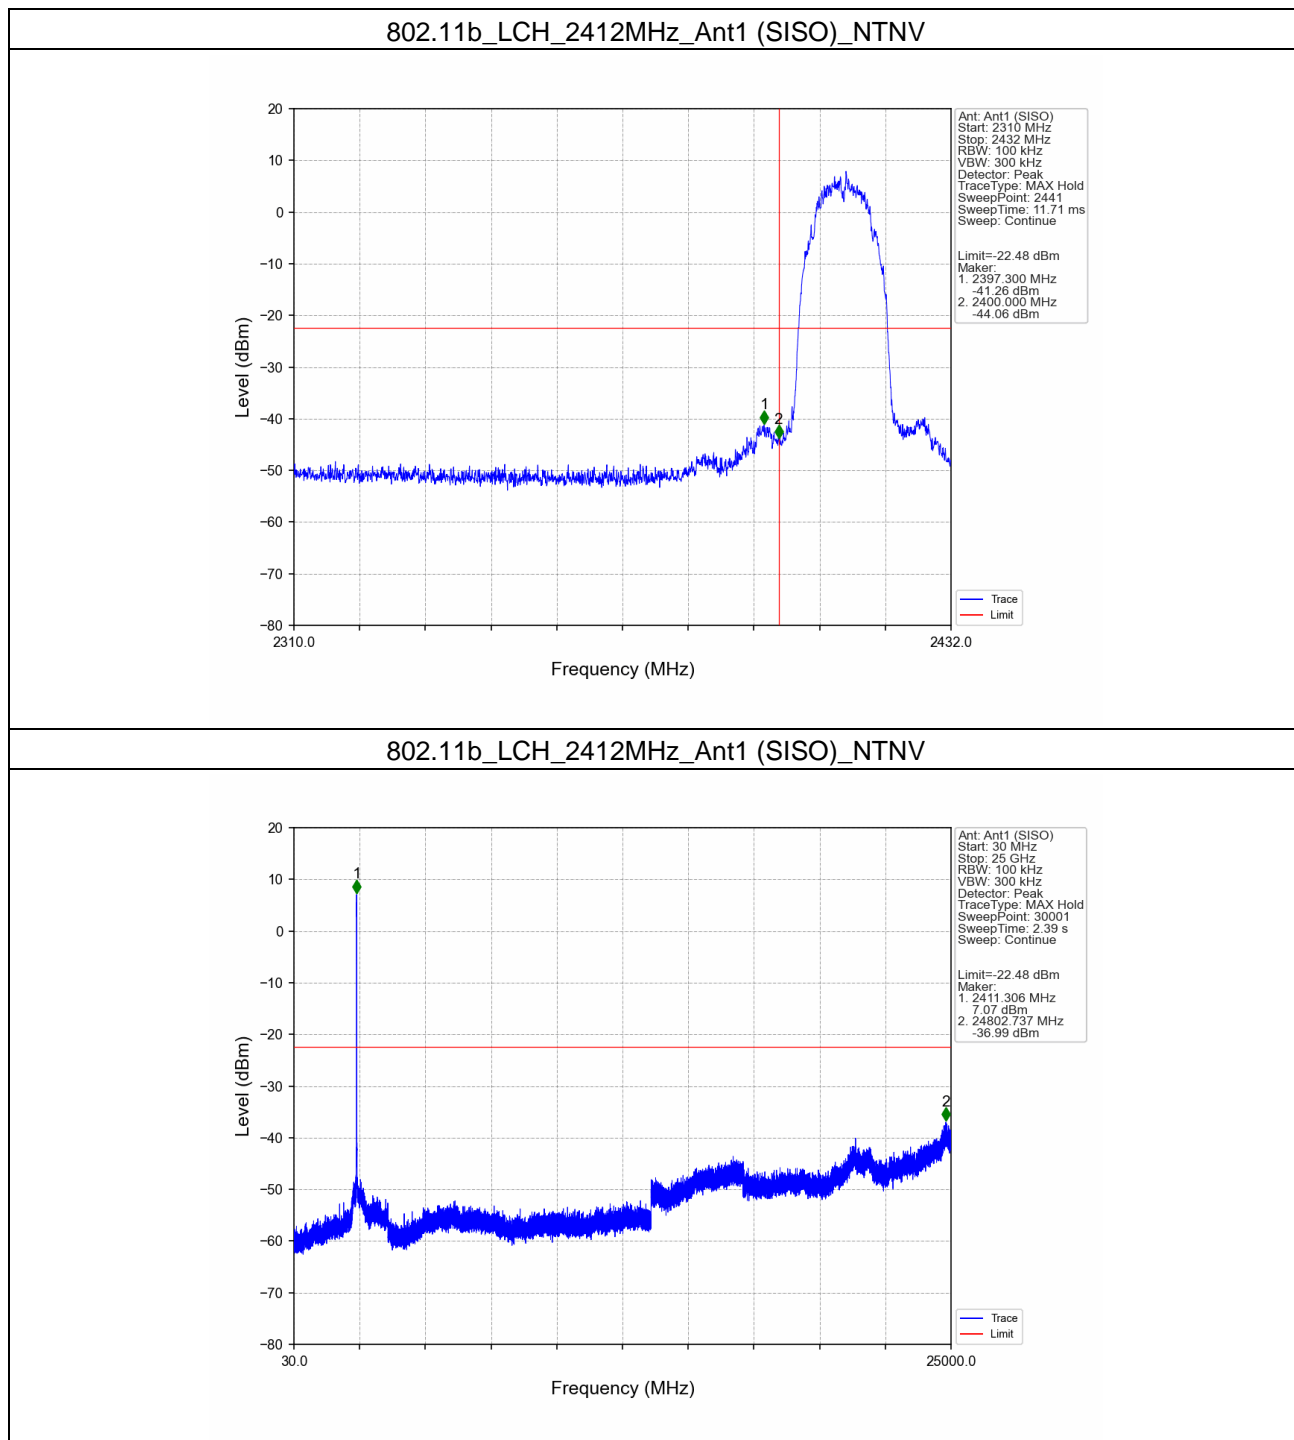 802.11b_LCH_2412MHz_Ant1 (SISO)_NTNV
20
10
0
−10
−20
−30
−40
−50
−60
−70
−80
Level (dBm)
1
2
2310.0
2432.0
Frequency (MHz)
Ant: Ant1 (SISO)
Start: 2310 MHz
Stop: 2432 MHz
RBW: 100 kHz
VBW: 300 kHz
Detector: Peak
TraceType: MAX Hold
SweepPoint: 2441
SweepTime: 11.71 ms
Sweep: Continue
Limit=-22.48 dBm
Maker:
1. 2397.300 MHz
-41.26 dBm
2. 2400.000 MHz
-44.06 dBm
Trace
Limit
802.11b_LCH_2412MHz_Ant1 (SISO)_NTNV
20
10
0
−10
−20
−30
−40
−50
−60
−70
−80
Level (dBm)
1
2
30.0
25000.0
Frequency (MHz)
Ant: Ant1 (SISO)
Start: 30 MHz
Stop: 25 GHz
RBW: 100 kHz
VBW: 300 kHz
Detector: Peak
TraceType: MAX Hold
SweepPoint: 30001
SweepTime: 2.39 s
Sweep: Continue
Limit=-22.48 dBm
Maker:
1. 2411.306 MHz
7.07 dBm
2. 24802.737 MHz
-36.99 dBm
Trace
Limit